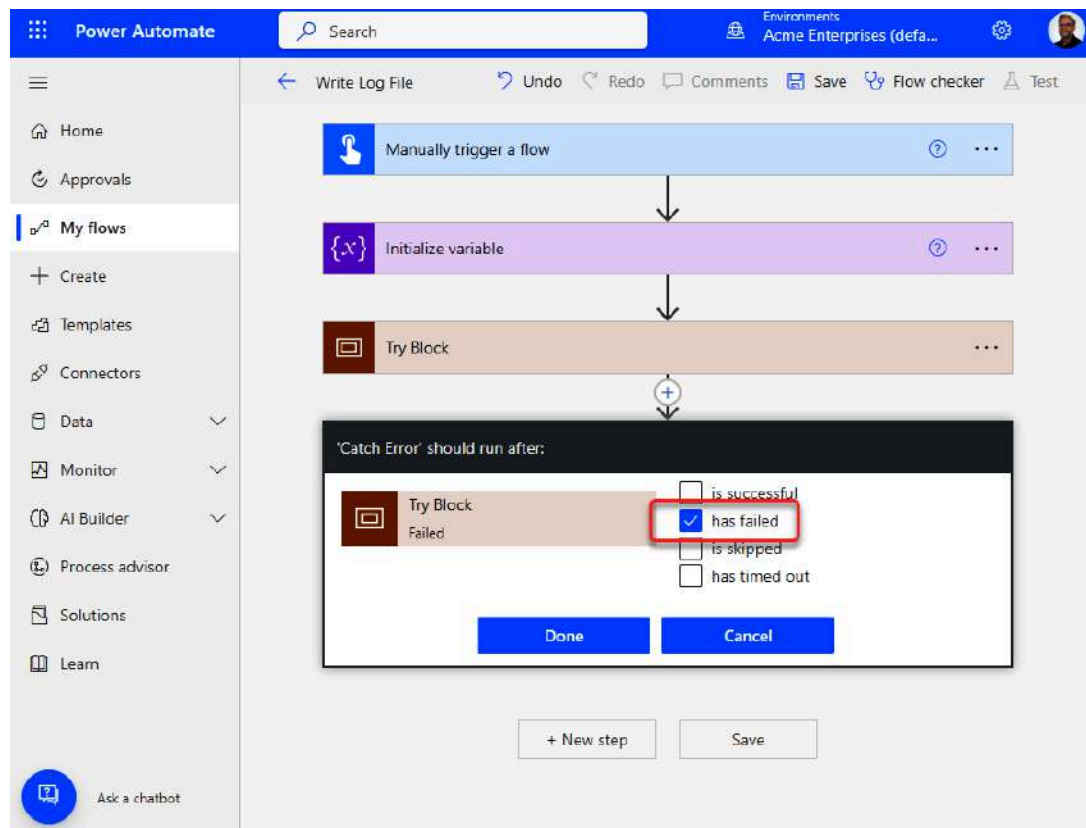 Power Automate
Search
Environments
Acme Enterprises (defa...
Write Log File
Undo
Redo
Comments
Save
Flow checker
Test
Home
Approvals
My flows
Create
Templates
Connectors
Data
Monitor
AI Builder
Process advisor
Solutions
Learn
Ask a chatbot
Manually trigger a flow
{x} Initialize variable
Try Block
'Catch Error' should run after:
Try Block
Failed
is successful
has failed
is skipped
has timed out
Done
Cancel
+ New step
Save